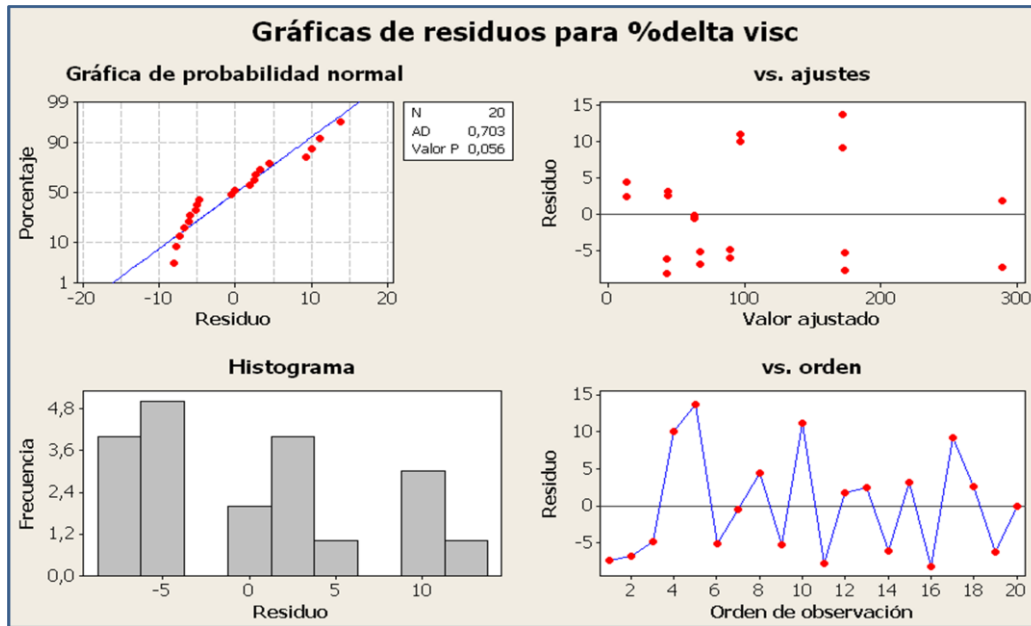 Gráficas de residuos para %delta visc
Gráfica de probabilidad normal
99
90
50
10
1
Porcentaje
-20 -10 0 10 20
Residuo
N 20
AD 0,703
Valor P 0,056
vs. ajustes
15
10
5
0
-5
Residuo
0 100 200 300
Valor ajustado
Histograma
4,8
3,6
2,4
1,2
0,0
Frecuencia
-5 0 5 10
Residuo
vs. orden
15
10
5
0
-5
Residuo
2 4 6 8 10 12 14 16 18 20
Orden de observación